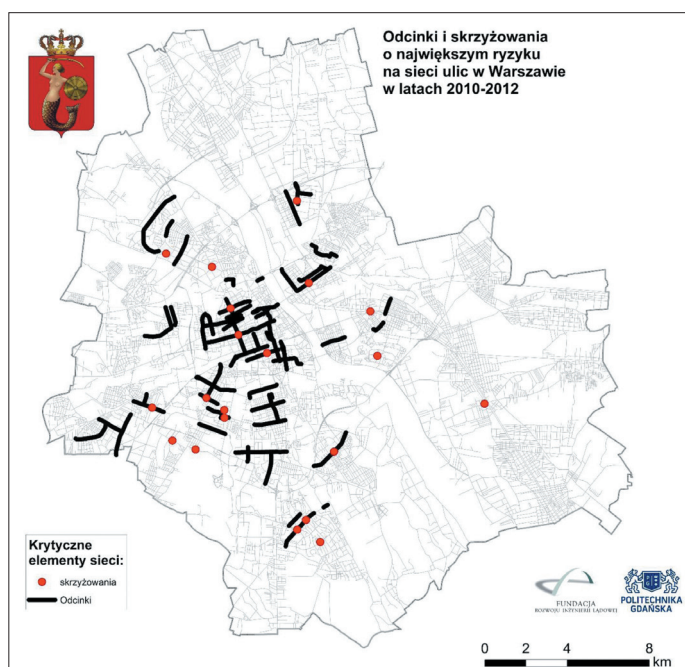 Odcinki i skrzyżowania
o największym ryzyku
na sieci ulic w Warszawie
w latach 2010-2012
Krytyczne
elementy sieci:
skrzyżowania
Odcinki
FUNDACJA
ROZWOJU INŻYNIERII LĄDOWEJ
POLITECHNIKA
GDAŃSKA
0 2 4 8
km